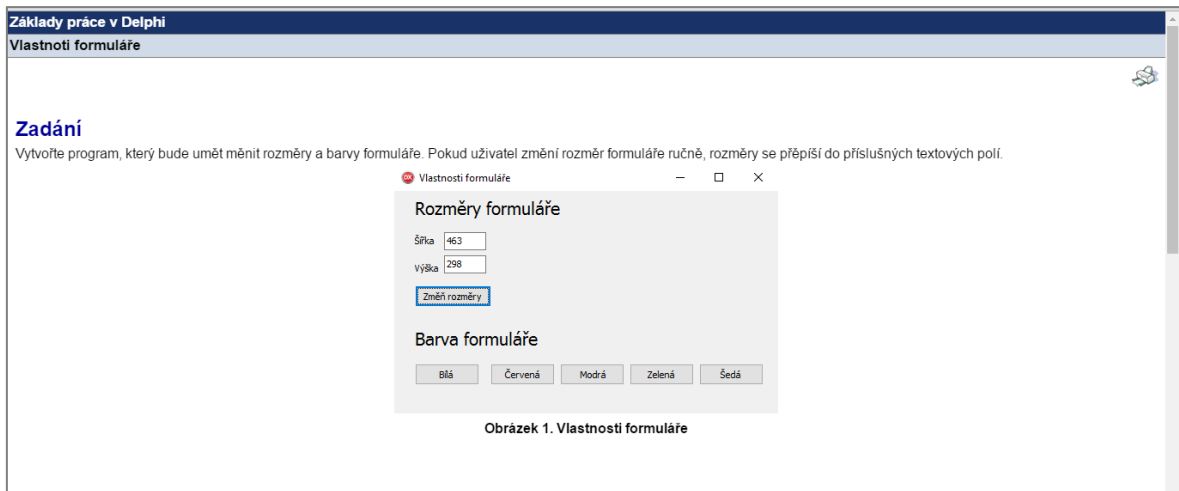 Základy práce v Delphi
Vlastnoti formuláře
Zadání
Vytvořte program, který bude umět měnit rozměry a barvy formuláře. Pokud uživatel změní rozměr formuláře ručně, rozměry se přěpíší do příslušných textových polí.
DX Vlastnosti formuláře
Rozměry formuláře
Šířka 463
Výška 298
Změň rozměry
Barva formuláře
Bílá Červená Modrá Zelená Šedá
Obrázek 1. Vlastnosti formuláře